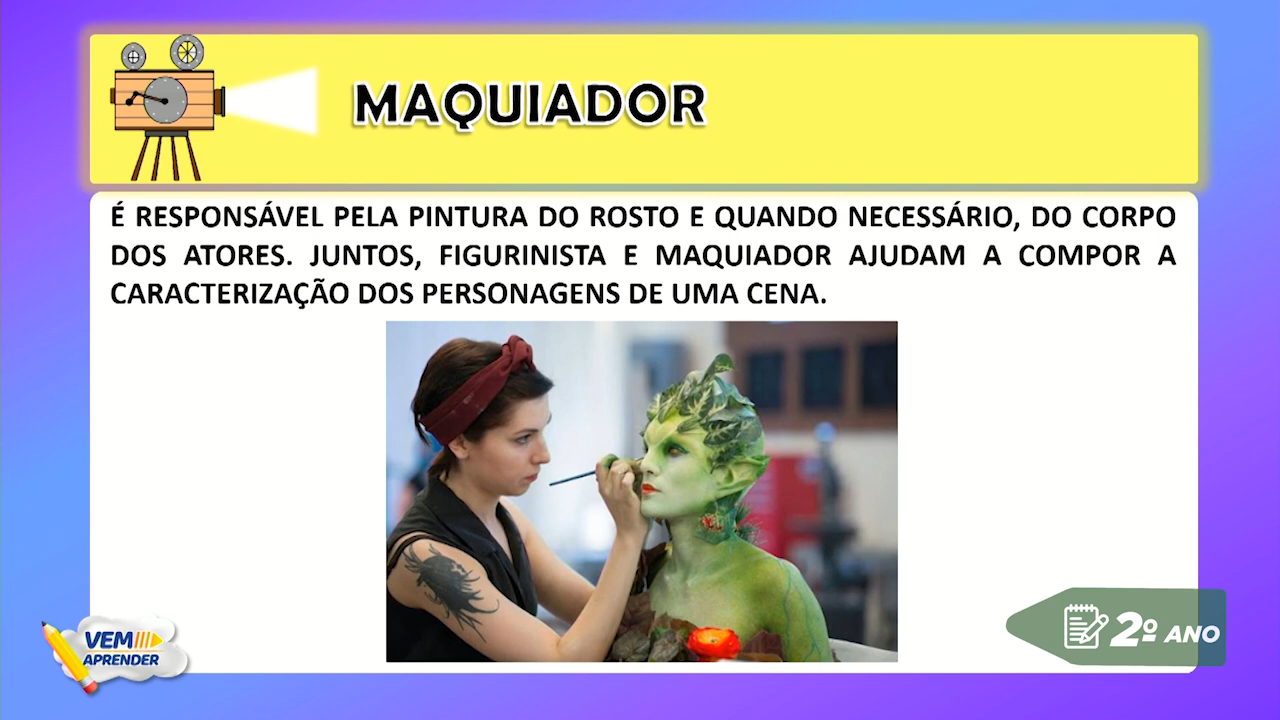 MAQUIADOR
É RESPONSÁVEL PELA PINTURA DO ROSTO E QUANDO NECESSÁRIO, DO CORPO
DOS ATORES. JUNTOS, FIGURINISTA E MAQUIADOR AJUDAM A COMPOR A
CARACTERIZAÇÃO DOS PERSONAGENS DE UMA CENA.
VEM
APRENDER
2º ANO